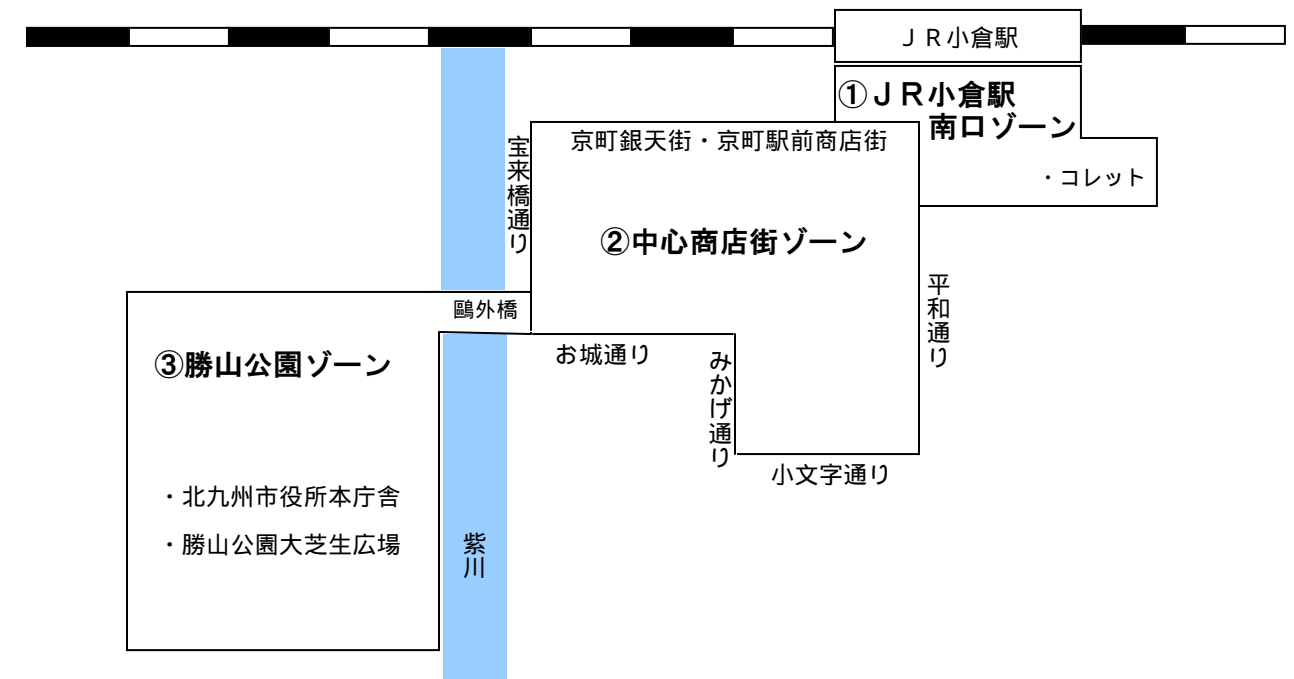 ＪＲ小倉駅
①ＪＲ小倉駅
南口ゾーン
・コレット
京町銀天街・京町駅前商店街
宝来橋通り
②中心商店街ゾーン
平和通り
鷗外橋
お城通り
みかげ通り
小文字通り
③勝山公園ゾーン
・北九州市役所本庁舎
・勝山公園大芝生広場
紫川